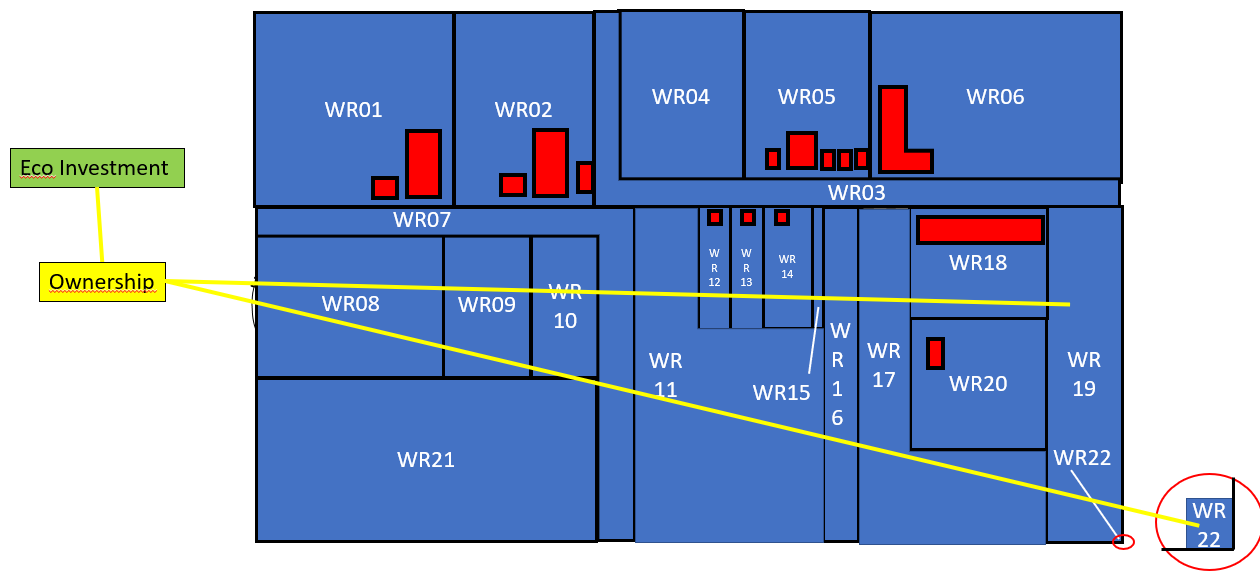 WR01
WR02
WR04
WR05
WR06
Eco Investment
WR03
WR07
Ownership
WR08
WR09
WR
10
W
R
12
W
R
13
WR
14
WR18
WR
11
WR15
W
R
1
6
WR
17
WR20
WR
19
WR21
WR22
WR
22